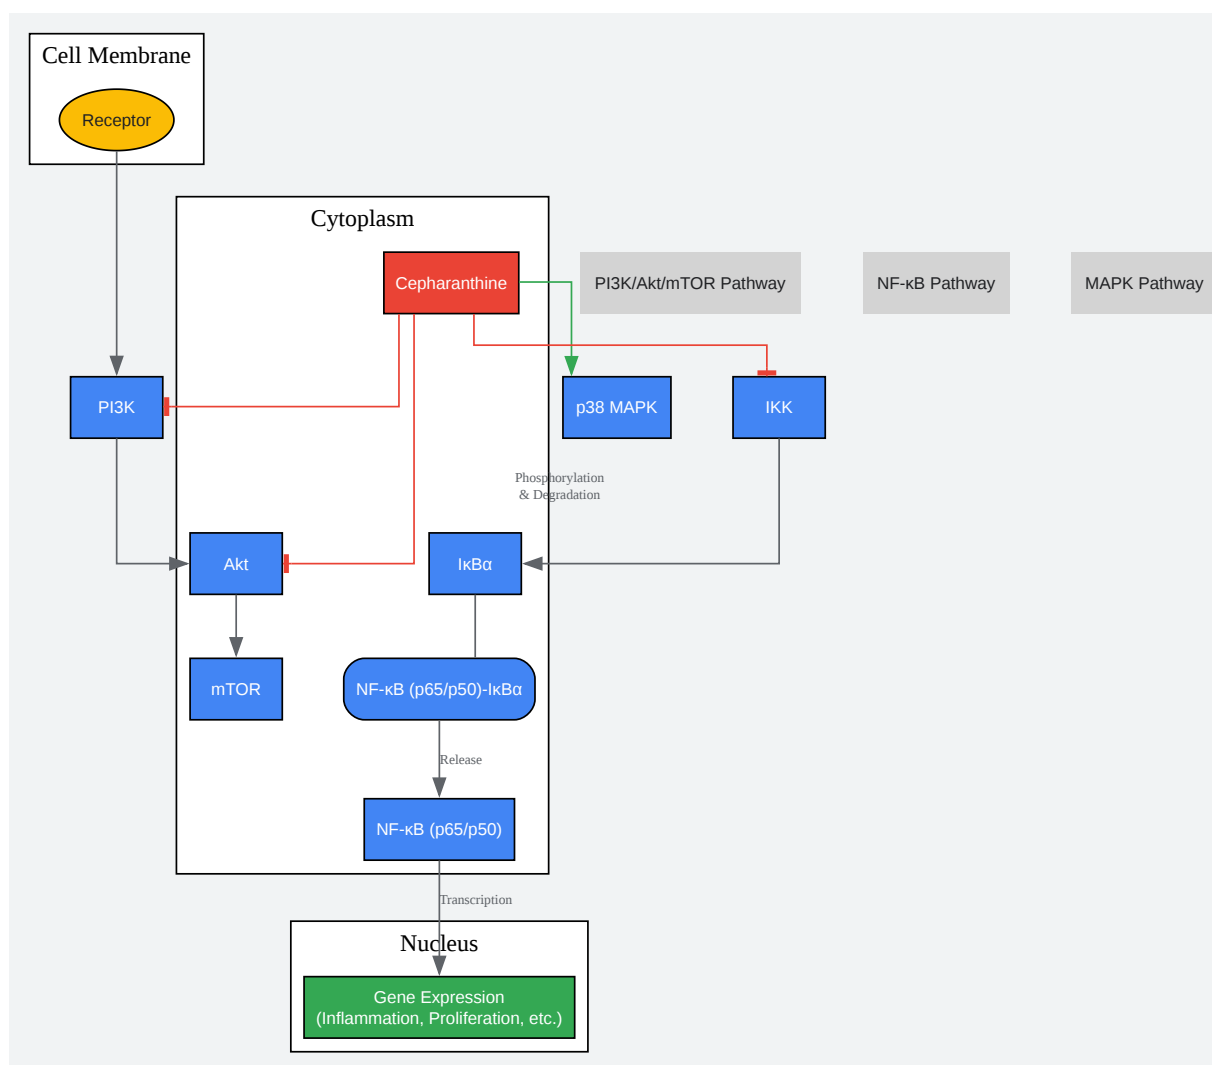 Cell Membrane
Receptor
Cytoplasm
Cepharanthine
PI3K/Akt/mTOR Pathway
NF-κB Pathway
MAPK Pathway
PI3K
p38 MAPK
IKK
Phosphorylation
& Degradation
Akt
IκBα
mTOR
NF-κB (p65/p50)-IκBα
Release
NF-κB (p65/p50)
Transcription
Nucleus
Gene Expression
(Inflammation, Proliferation, etc.)